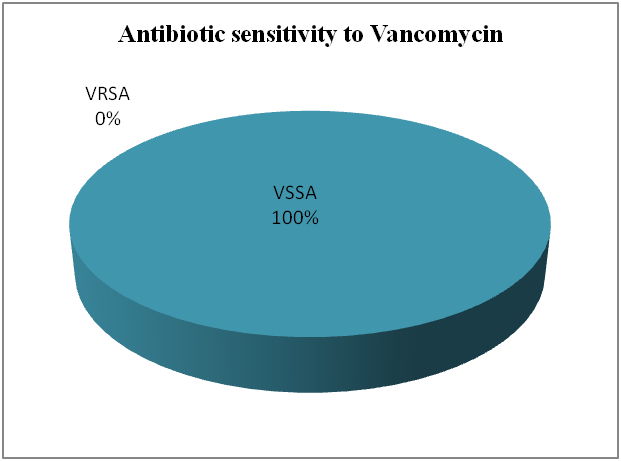 Antibiotic sensitivity to Vancomycin
VRSA
0%
VSSA
100%